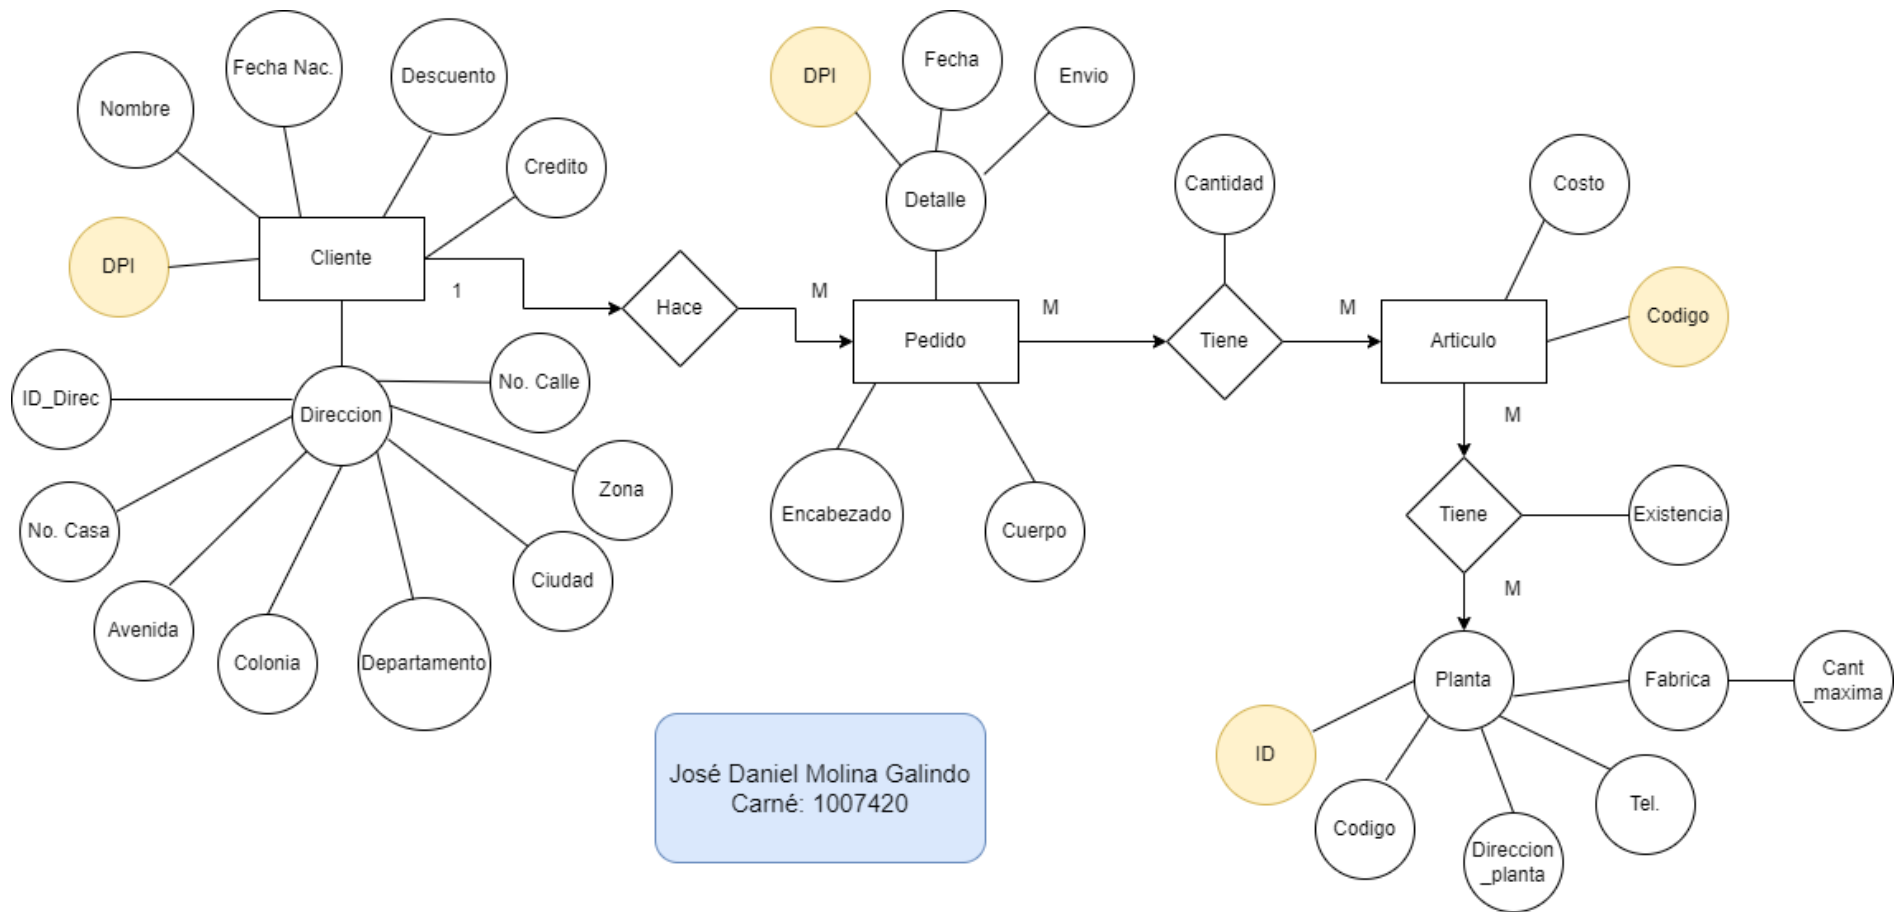 Nombre
Fecha Nac.
Descuento
Credito
DPI
Cliente
1
Hace
M
DPI
Fecha
Envio
Detalle
Pedido
M
Encabezado
Cuerpo
Cantidad
Tiene
M
Costo
Articulo
Codigo
M
Tiene
Existencia
M
Planta
Fabrica
Cant
_maxima
ID
Codigo
Direccion
_planta
Tel.
Direccion
ID_Direc
No. Calle
No. Casa
Zona
Avenida
Colonia
Departamento
Ciudad
José Daniel Molina Galindo
Carné: 1007420